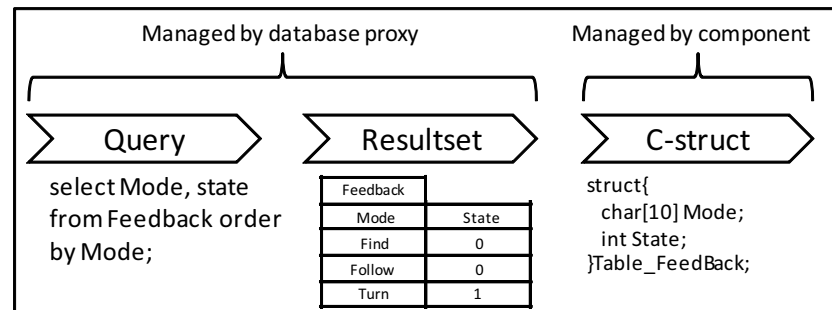 Managed by database proxy
Managed by component
Query
Resultset
C-struct
select Mode, state
from Feedback order
by Mode;
Feedback
Mode State
Find 0
Follow 0
Turn 1
struct{
char[10] Mode;
int State;
}Table_FeedBack;